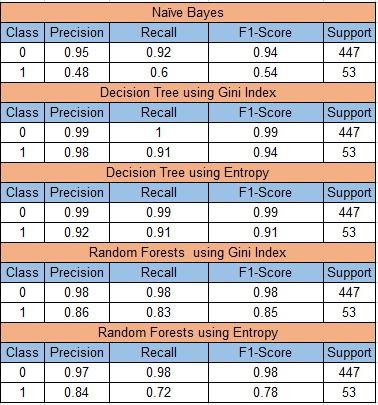 Naïve Bayes
Class Precision Recall F1-Score Support
0 0.95 0.92 0.94 447
1 0.48 0.6 0.54 53
Decision Tree using Gini Index
Class Precision Recall F1-Score Support
0 0.99 1 0.99 447
1 0.98 0.91 0.94 53
Decision Tree using Entropy
Class Precision Recall F1-Score Support
0 0.99 0.99 0.99 447
1 0.92 0.91 0.91 53
Random Forests using Gini Index
Class Precision Recall F1-Score Support
0 0.98 0.98 0.98 447
1 0.86 0.83 0.85 53
Random Forests using Entropy
Class Precision Recall F1-Score Support
0 0.97 0.98 0.98 447
1 0.84 0.72 0.78 53